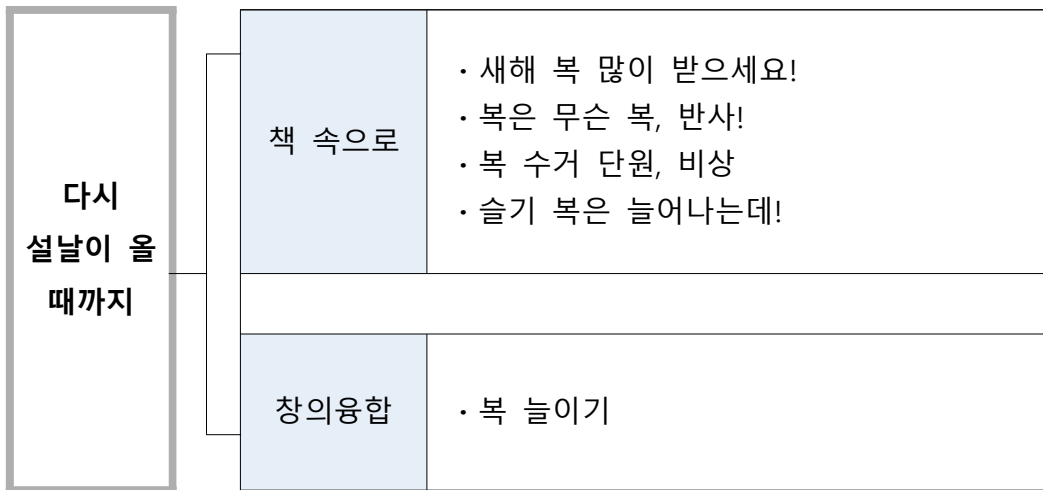 다시
설날이 올
때까지
책 속으로
· 새해 복 많이 받으세요!
· 복은 무슨 복, 반사!
· 복 수거 단원, 비상
· 슬기 복은 늘어나는데!
창의융합
· 복 늘이기